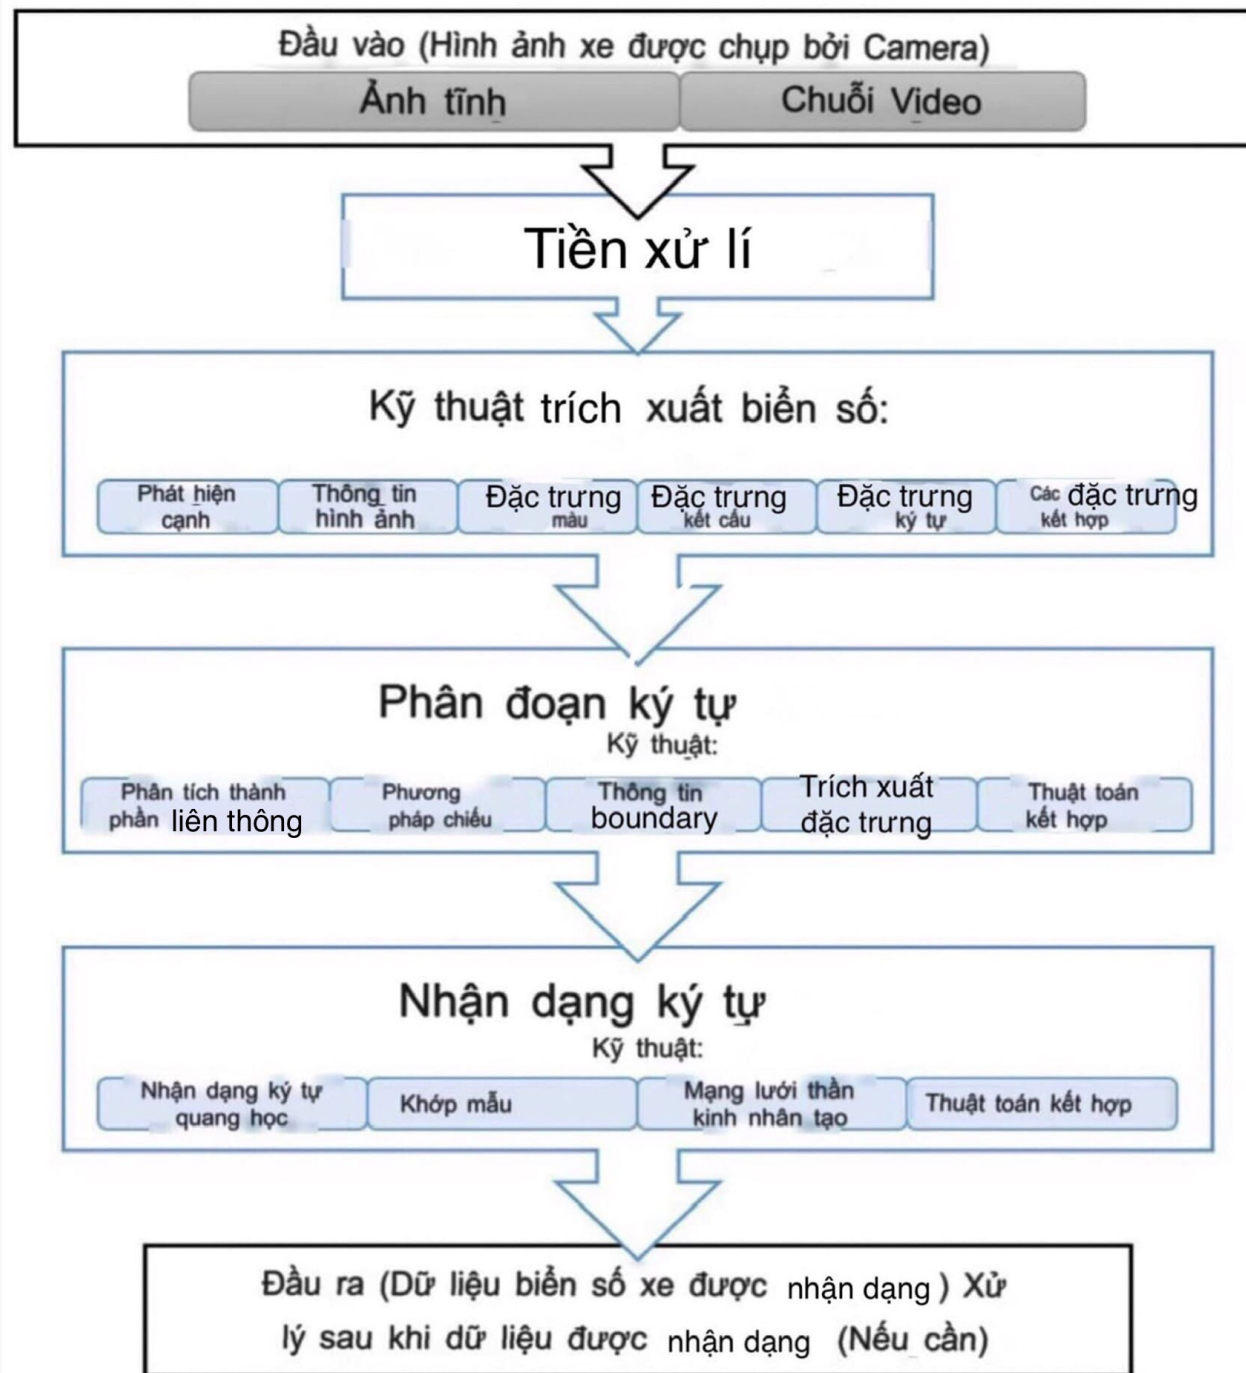 Đầu vào (Hình ảnh xe được chụp bởi Camera)
Ảnh tĩnh
Chuỗi Video
Tiền xử lí
Kỹ thuật trích xuất biển số:
Phát hiện
cạnh
Thông tin
hình ảnh
Đặc trưng
màu
Đặc trưng
kết cấu
Đặc trưng
ký tự
Các đặc trưng
kết hợp
Phân đoạn ký tự
Kỹ thuật:
Phân tích thành
phần liên thông
Phương
pháp chiếu
Thông tin
boundary
Trích xuất
đặc trưng
Thuật toán
kết hợp
Nhận dạng ký tự
Kỹ thuật:
Nhận dạng ký tự
quang học
Khớp mẫu
Mạng lưới thần
kinh nhân tạo
Thuật toán kết hợp
Đầu ra (Dữ liệu biển số xe được nhận dạng ) Xử
lý sau khi dữ liệu được nhận dạng (Nếu cần)